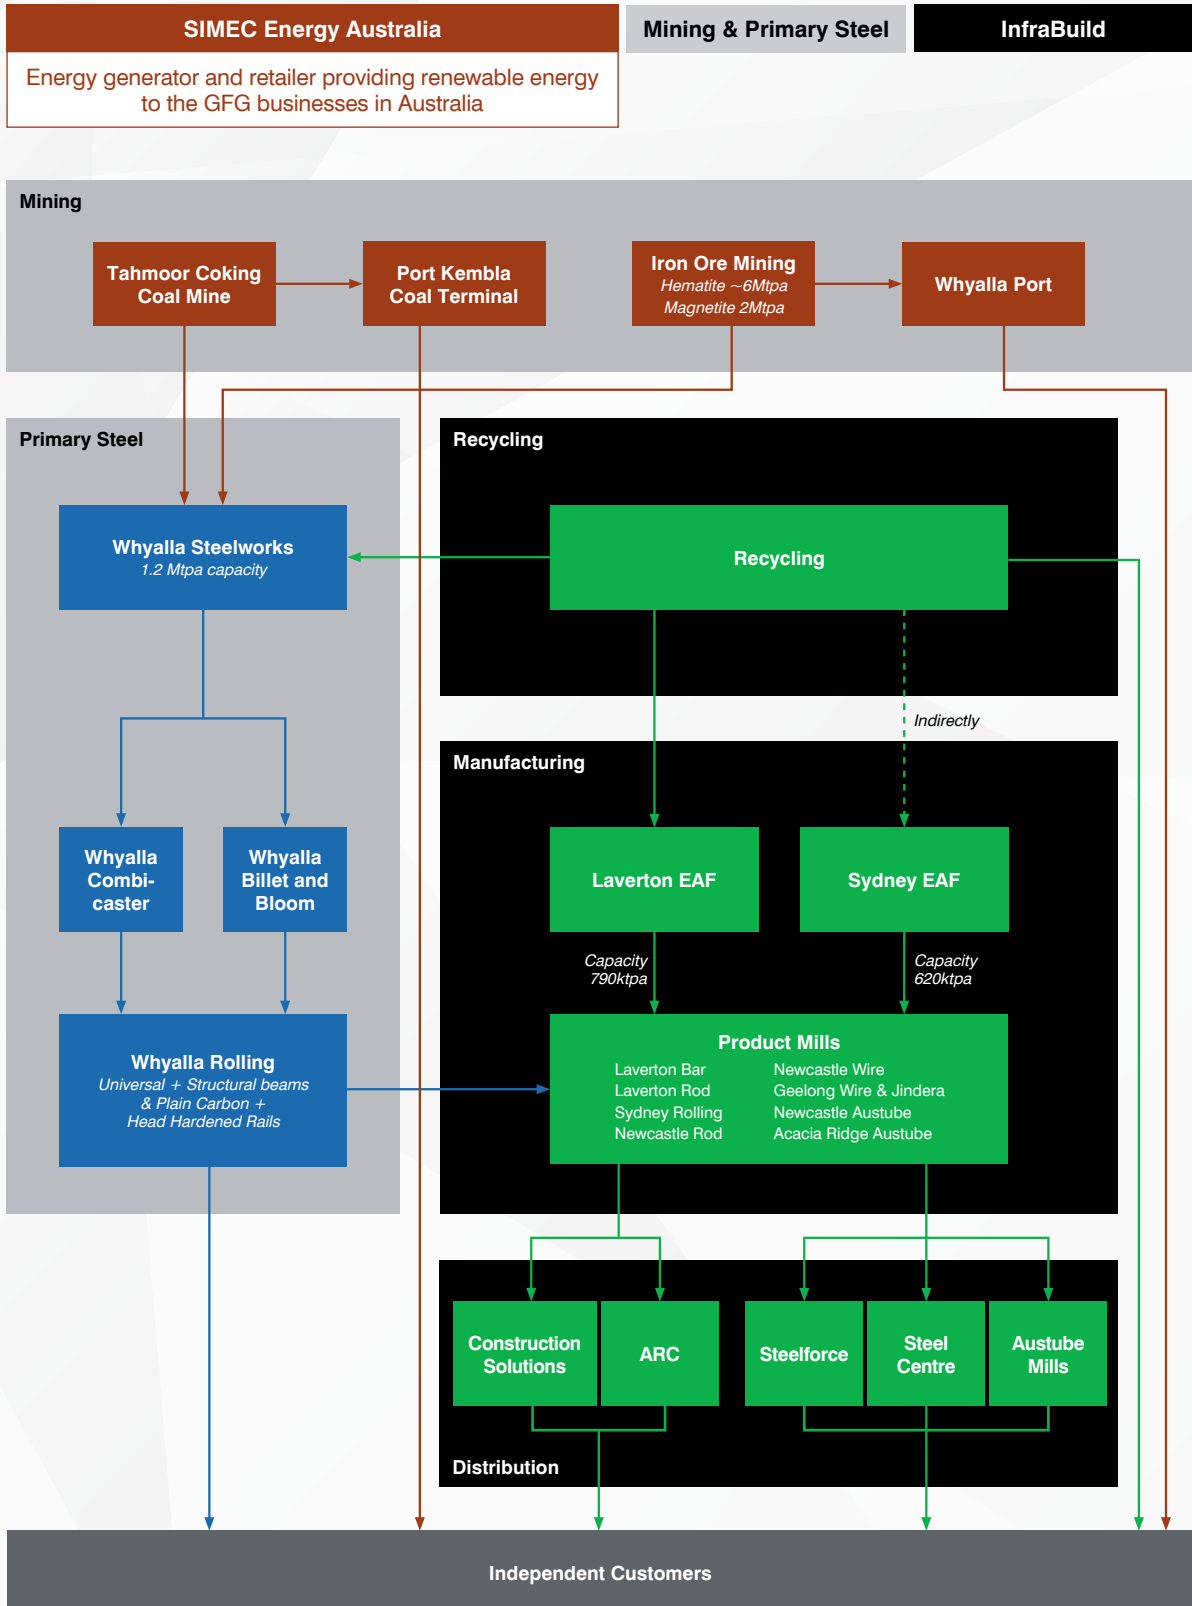 SIMEC Energy Australia
Energy generator and retailer providing renewable energy
to the GFG businesses in Australia
Mining & Primary Steel
InfraBuild
Mining
Tahmoor Coking
Coal Mine
Port Kembla
Coal Terminal
Iron Ore Mining
Hematite ~6Mtpa
Magnetite 2Mtpa
Whyalla Port
Primary Steel
Whyalla Steelworks
1.2 Mtpa capacity
Recycling
Recycling
Indirectly
Whyalla
Combi-
caster
Whyalla
Billet and
Bloom
Manufacturing
Laverton EAF
Sydney EAF
Capacity
790ktpa
Capacity
620ktpa
Whyalla Rolling
Universal + Structural beams
& Plain Carbon +
Head Hardened Rails
Product Mills
Laverton Bar
Laverton Rod
Sydney Rolling
Newcastle Rod
Newcastle Wire
Geelong Wire & Jindera
Newcastle Austube
Acacia Ridge Austube
Construction
Solutions
ARC
Steelforce
Steel
Centre
Austube
Mills
Distribution
Independent Customers